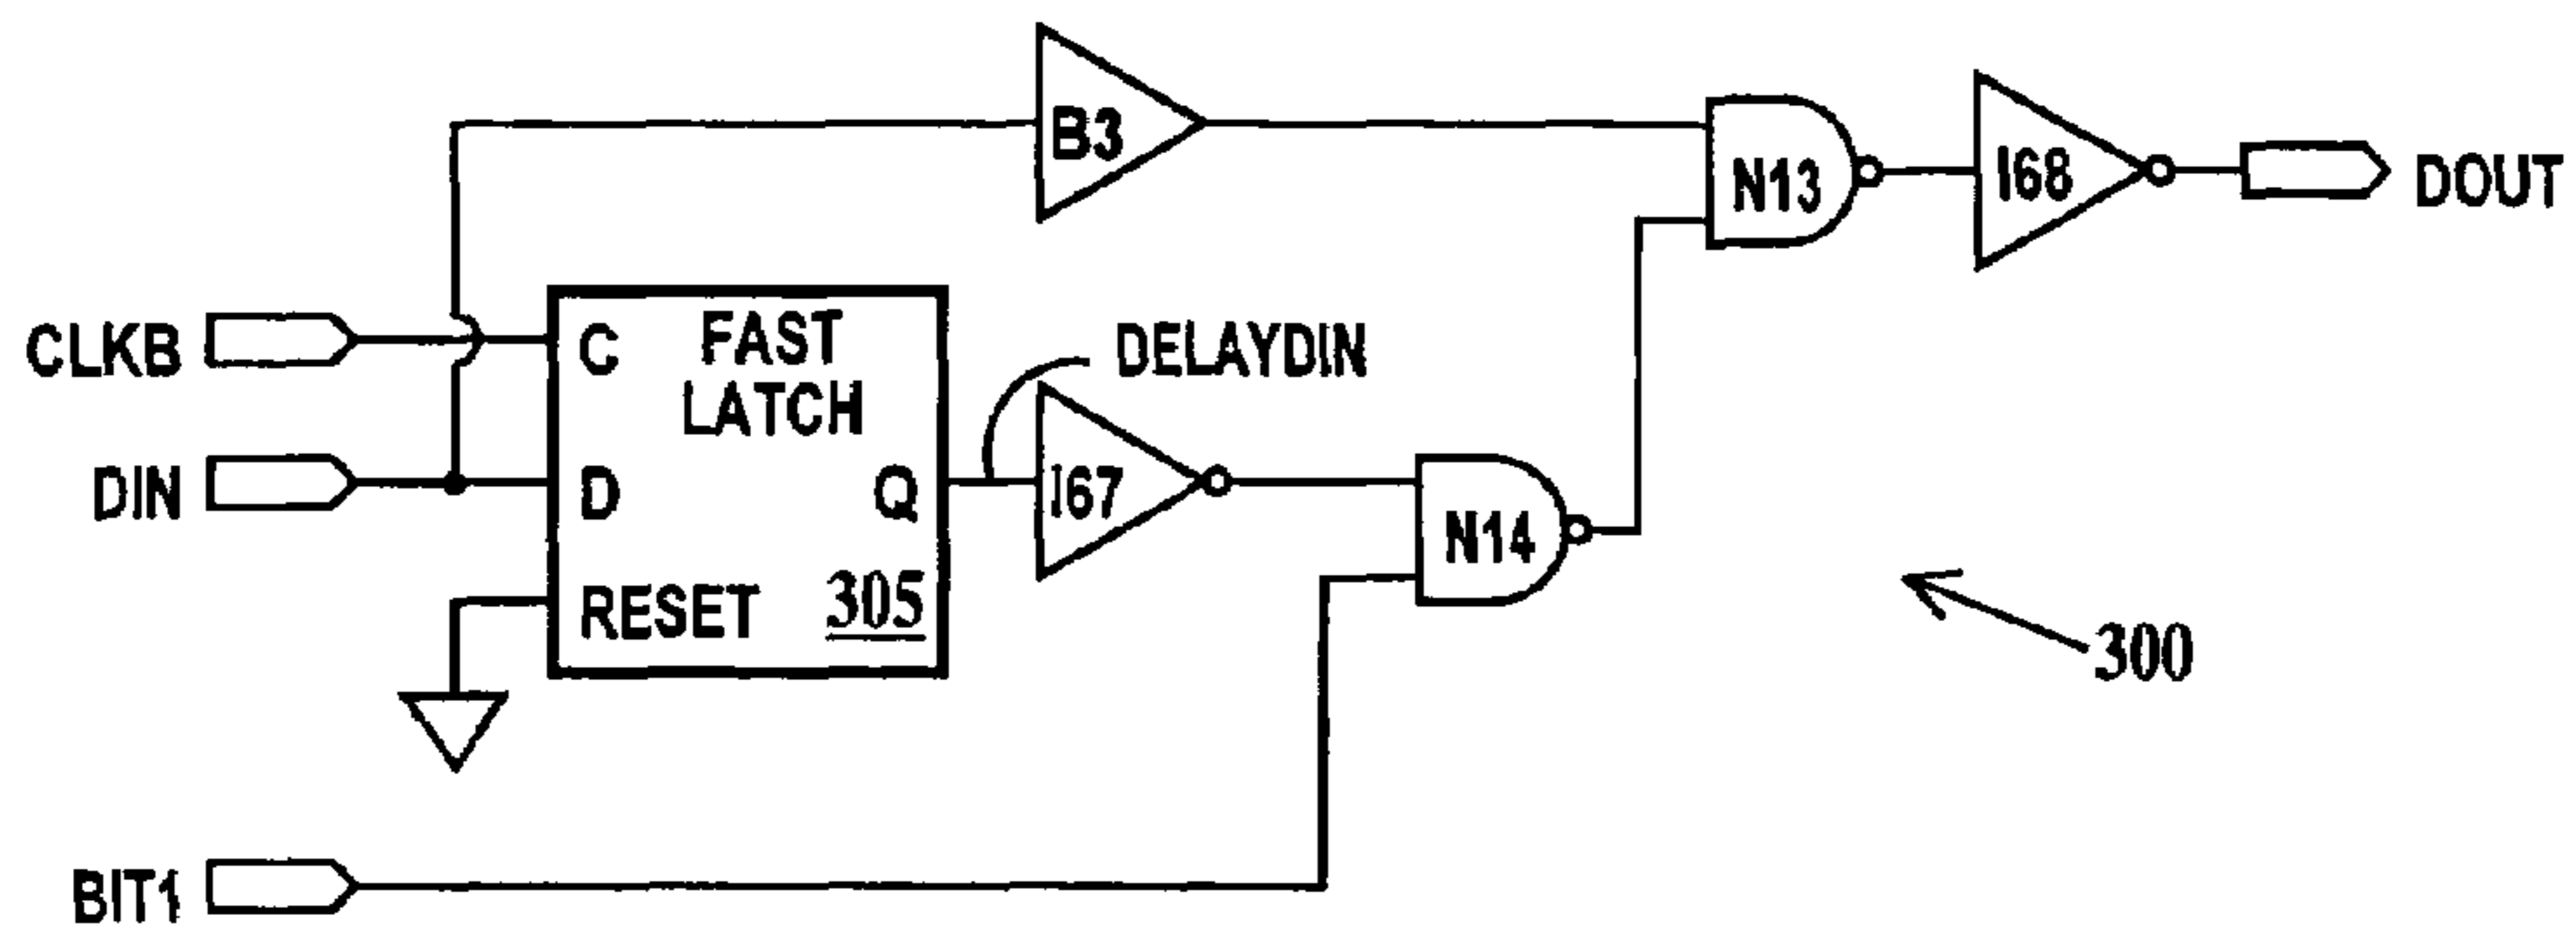 B3
N13
I68
DOUT
CLKB
C
FAST
LATCH
DELAYDIN
DIN
D
Q
I67
N14
RESET
305
300
BIT1